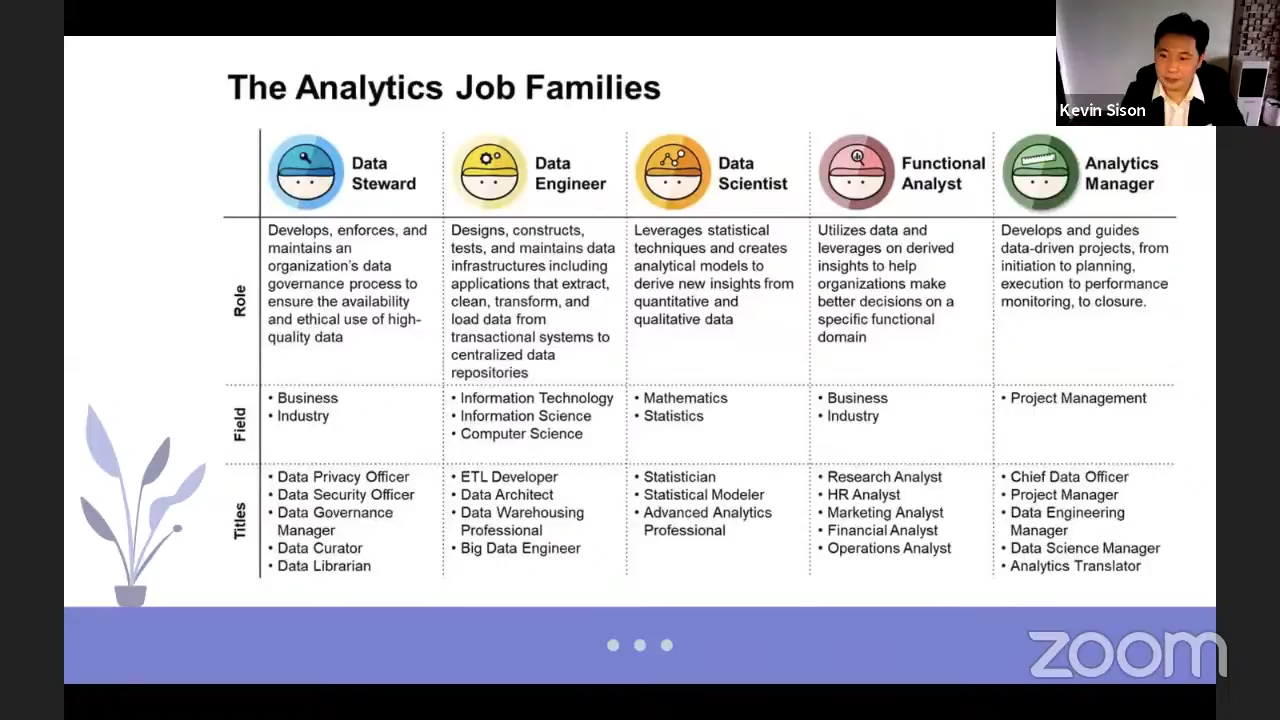 The Analytics Job Families
Kevin Sison
Data
Steward
Data
Engineer
Data
Scientist
Functional
Analyst
Analytics
Manager
Role
Develops, enforces, and
maintains an
organization's data
governance process to
ensure the availability
and ethical use of high-
quality data
Designs, constructs,
tests, and maintains data
infrastructures including
applications that extract,
clean, transform, and
load data from
transactional systems to
centralized data
repositories
Leverages statistical
techniques and creates
analytical models to
derive new insights from
quantitative and
qualitative data
Utilizes data and
leverages on derived
insights to help
organizations make
better decisions on a
specific functional
domain
Develops and guides
data-driven projects, from
initiation to planning,
execution to performance
monitoring, to closure.
Field
• Business
• Industry
• Information Technology
• Information Science
• Computer Science
• Mathematics
• Statistics
• Business
• Industry
• Project Management
Titles
• Data Privacy Officer
• Data Security Officer
• Data Governance
Manager
• Data Curator
• Data Librarian
• ETL Developer
• Data Architect
• Data Warehousing
Professional
• Big Data Engineer
• Statistician
• Statistical Modeler
• Advanced Analytics
Professional
• Research Analyst
• HR Analyst
• Marketing Analyst
• Financial Analyst
• Operations Analyst
• Chief Data Officer
• Project Manager
• Data Engineering
Manager
• Data Science Manager
• Analytics Translator
zoom